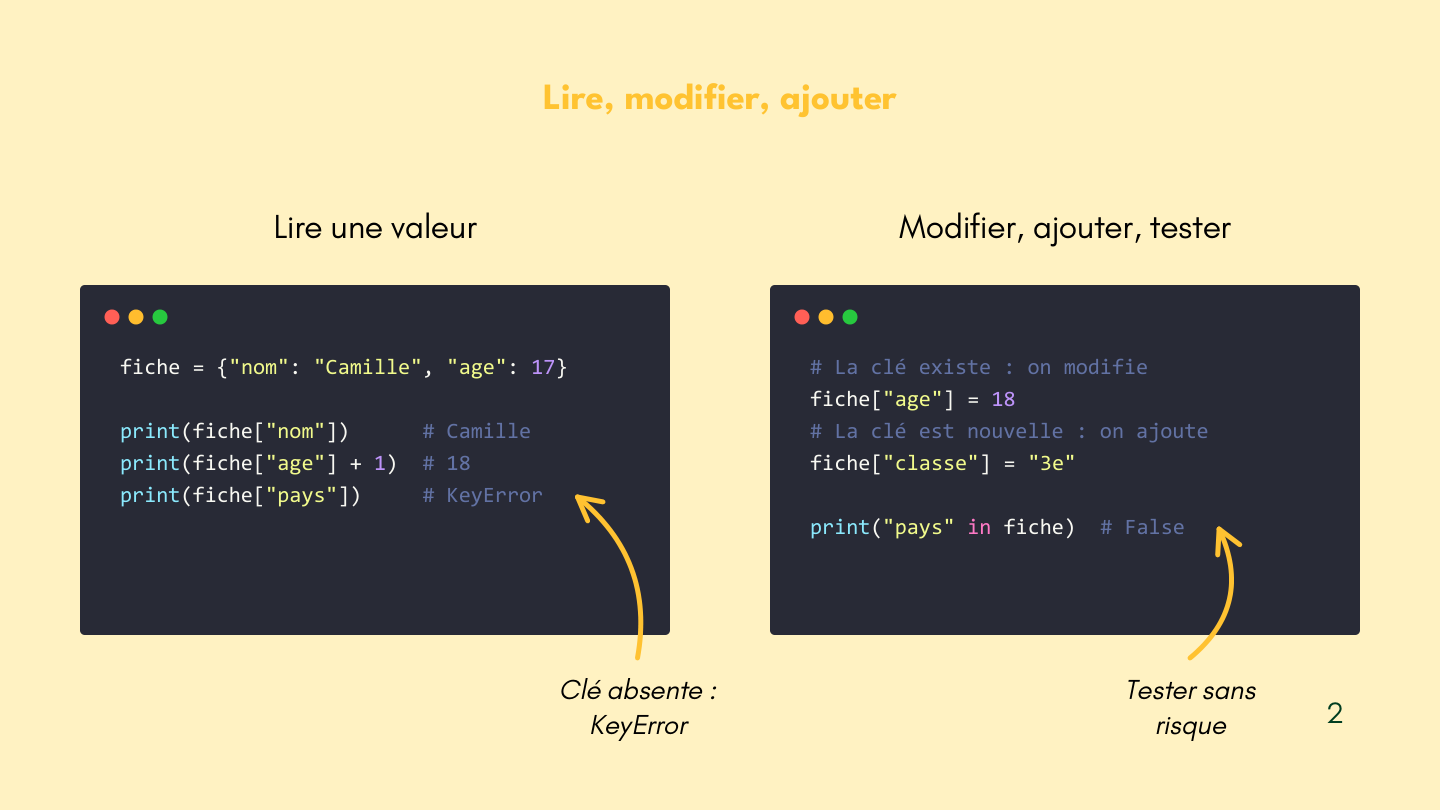 Lire, modifier, ajouter
Lire une valeur
fiche = {"nom": "Camille", "age": 17}
print(fiche["nom"])      # Camille
print(fiche["age"] + 1)  # 18
print(fiche["pays"])     # KeyError
Clé absente :
KeyError
Modifier, ajouter, tester
# La clé existe : on modifie
fiche["age"] = 18
# La clé est nouvelle : on ajoute
fiche["classe"] = "3e"
print("pays" in fiche)  # False
Tester sans
risque
2